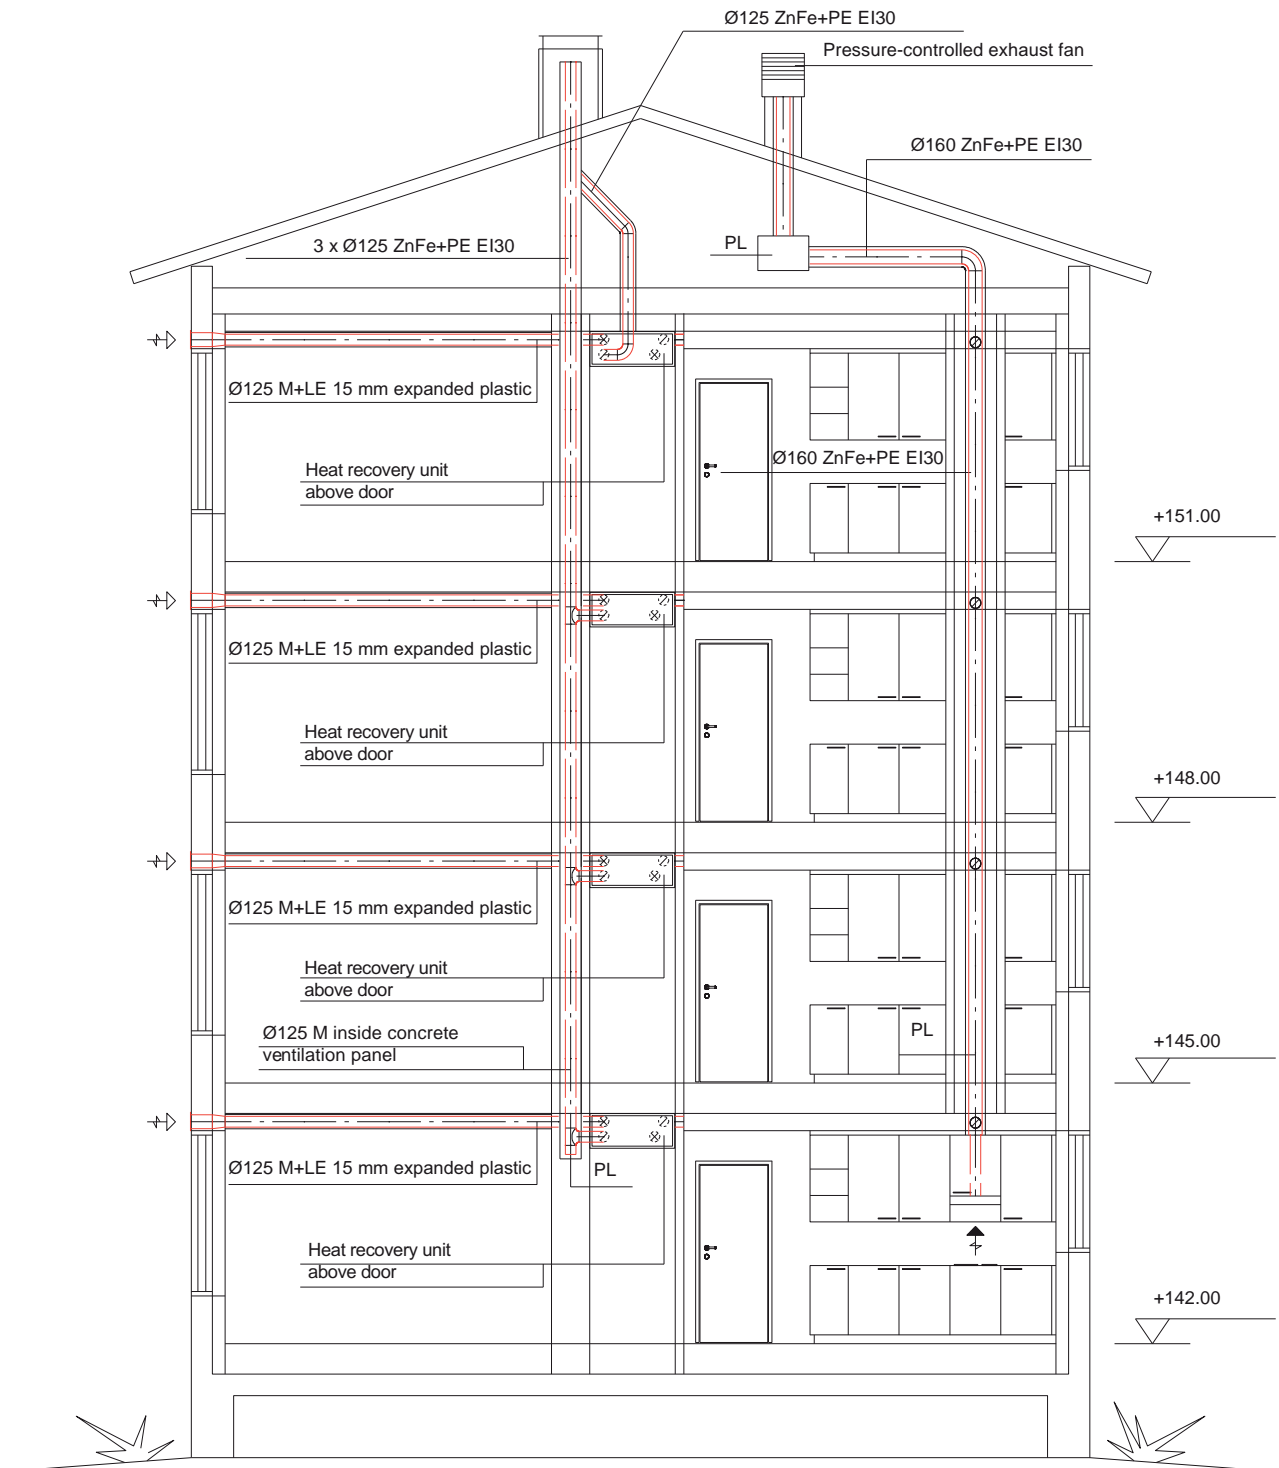 Ø125 ZnFe+PE EI30
Pressure-controlled exhaust fan
Ø160 ZnFe+PE EI30
PL
3 x Ø125 ZnFe+PE EI30
Ø125 M+LE 15 mm expanded plastic
Heat recovery unit
above door
Ø160 ZnFe+PE EI30
+151.00
Ø125 M+LE 15 mm expanded plastic
Heat recovery unit
above door
+148.00
Ø125 M+LE 15 mm expanded plastic
Heat recovery unit
above door
Ø125 M inside concrete
ventilation panel
PL
+145.00
Ø125 M+LE 15 mm expanded plastic
PL
Heat recovery unit
above door
+142.00